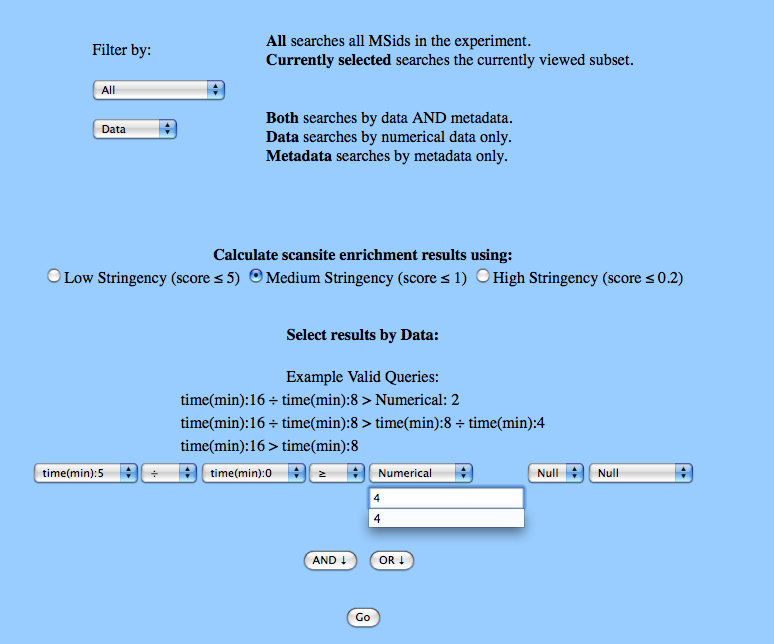 Filter by:
All searches all MSids in the experiment.
Currently selected searches the currently viewed subset.
All
Both searches by data AND metadata.
Data
Data searches by numerical data only.
Metadata searches by metadata only.
Calculate scansite enrichment results using:
Low Stringency (score ≤ 5) Medium Stringency (score ≤ 1) High Stringency (score ≤ 0.2)
Select results by Data:
Example Valid Queries:
time(min):16 ÷ time(min):8 > Numerical: 2
time(min):16 ÷ time(min):8 > time(min):8 ÷ time(min):4
time(min):16 > time(min):8
time(min):5 ÷ time(min):0 ≥ Numerical Null Null
4
4
AND ↓ OR ↓
Go